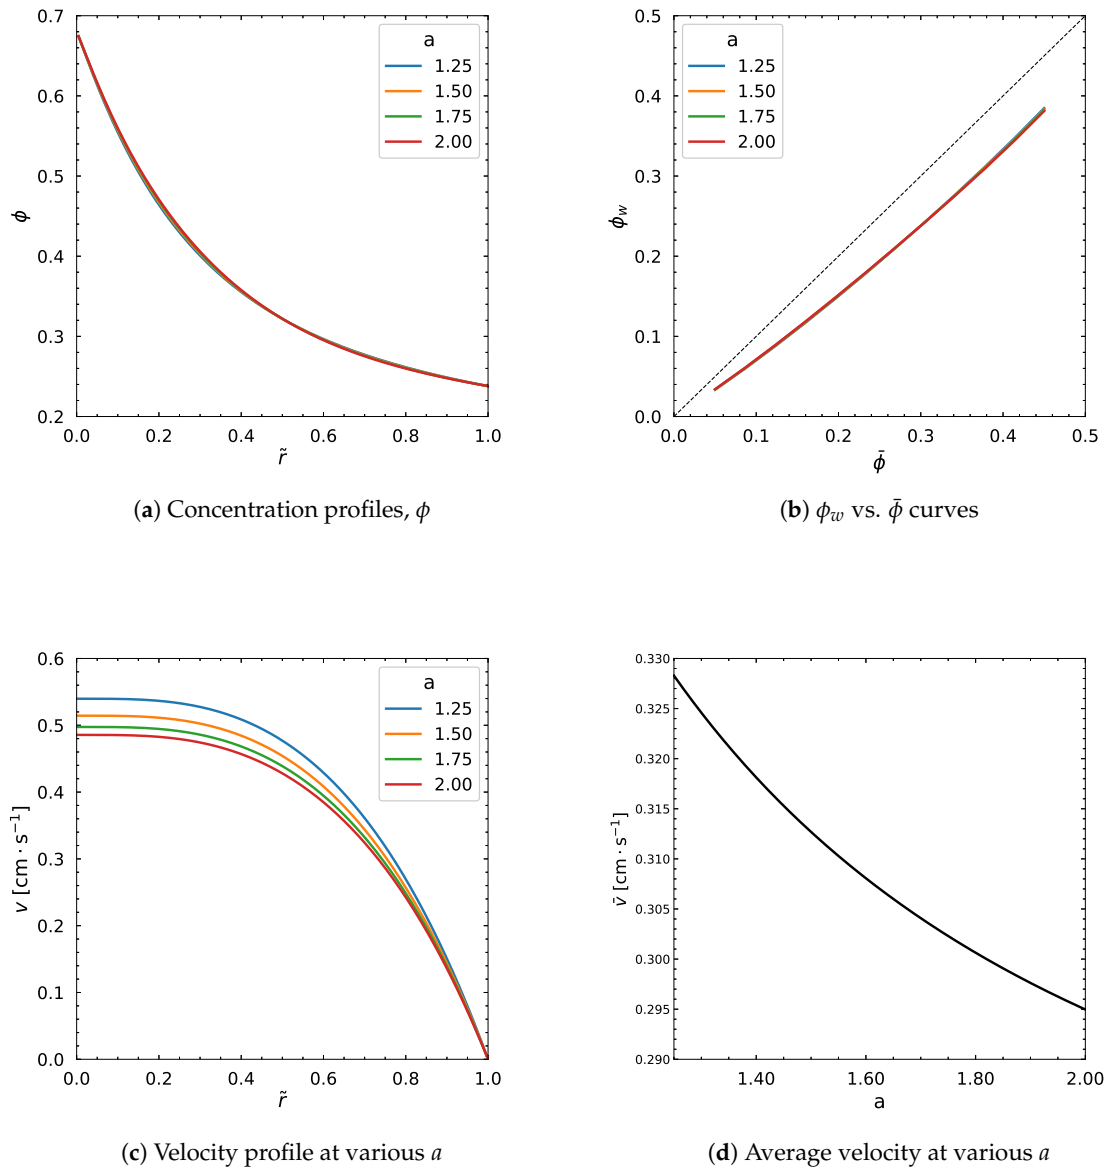 0.7
0.6
0.5
0.4
0.3
0.2
ϕ
a
1.25
1.50
1.75
2.00
0.0 0.2 0.4 0.6 0.8 1.0
r̃
(a) Concentration profiles, ϕ
0.5
0.4
0.3
0.2
0.1
0.0
ϕ_w
a
1.25
1.50
1.75
2.00
0.0 0.1 0.2 0.3 0.4 0.5
ϕ̄
(b) ϕ_w vs. ϕ̄ curves
0.6
0.5
0.4
0.3
0.2
0.1
0.0
v [cm · s⁻¹]
a
1.25
1.50
1.75
2.00
0.0 0.2 0.4 0.6 0.8 1.0
r̃
(c) Velocity profile at various a
0.330
0.325
0.320
0.315
0.310
0.305
0.300
0.295
0.290
v̄ [cm · s⁻¹]
1.40 1.60 1.80 2.00
a
(d) Average velocity at various a